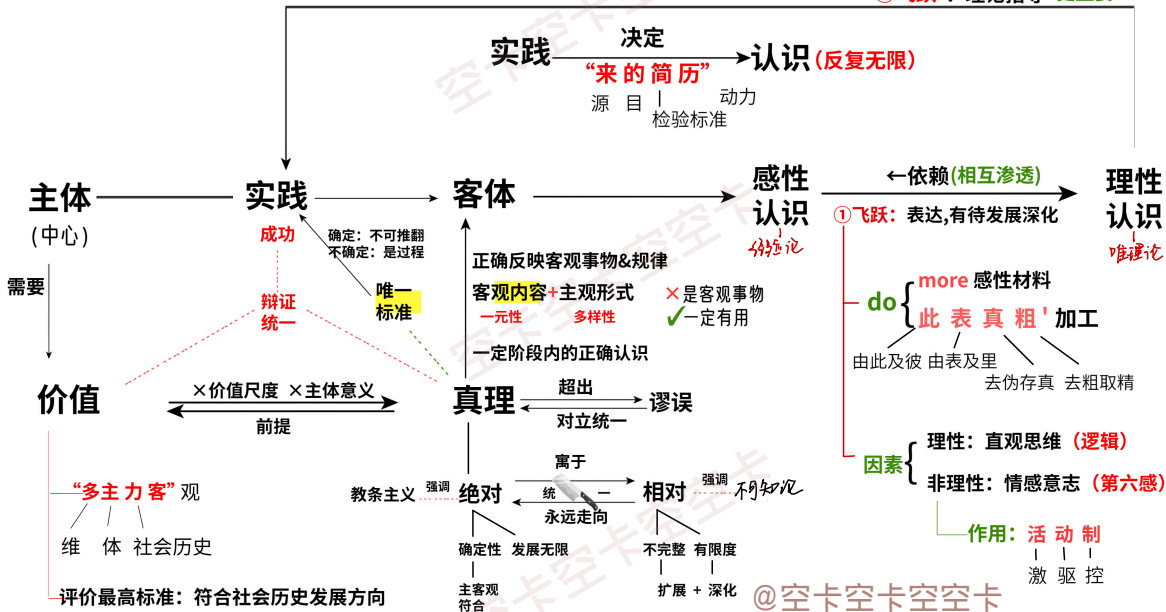 实践
决定
认识
(反复无限)
“来 的 简 历”
源 目
动力
检验标准
主体
(中心)
实践
客体
感性
认识
←依赖(相互渗透)
理性
认识
成功
确定：不可推翻
不确定：是过程
①飞跃：表达,有待发展深化
经验论
唯理论
需要
正确反映客观事物&规律
客观内容+主观形式
一元性
多样性
×是客观事物
✓一定有用
唯一
标准
辩证
统一
一定阶段内的正确认识
do
more 感性材料
此 表 真 粗 ' 加工
由此及彼 由表及里
去伪存真 去粗取精
价值
×价值尺度 ×主体意义
前提
真理
超出
对立统一
谬误
因素
理性：直观思维（逻辑）
非理性：情感意志（第六感）
作用：活 动 制
激 驱 控
“多主 力 客” 观
维 体 社会历史
教条主义
强调
绝对
寓于
统 一
永远走向
相对
强调
不可知论
确定性 发展无限
主客观
符合
不完整 有限度
扩展 + 深化
评价最高标准：符合社会历史发展方向
@空卡空卡空空卡